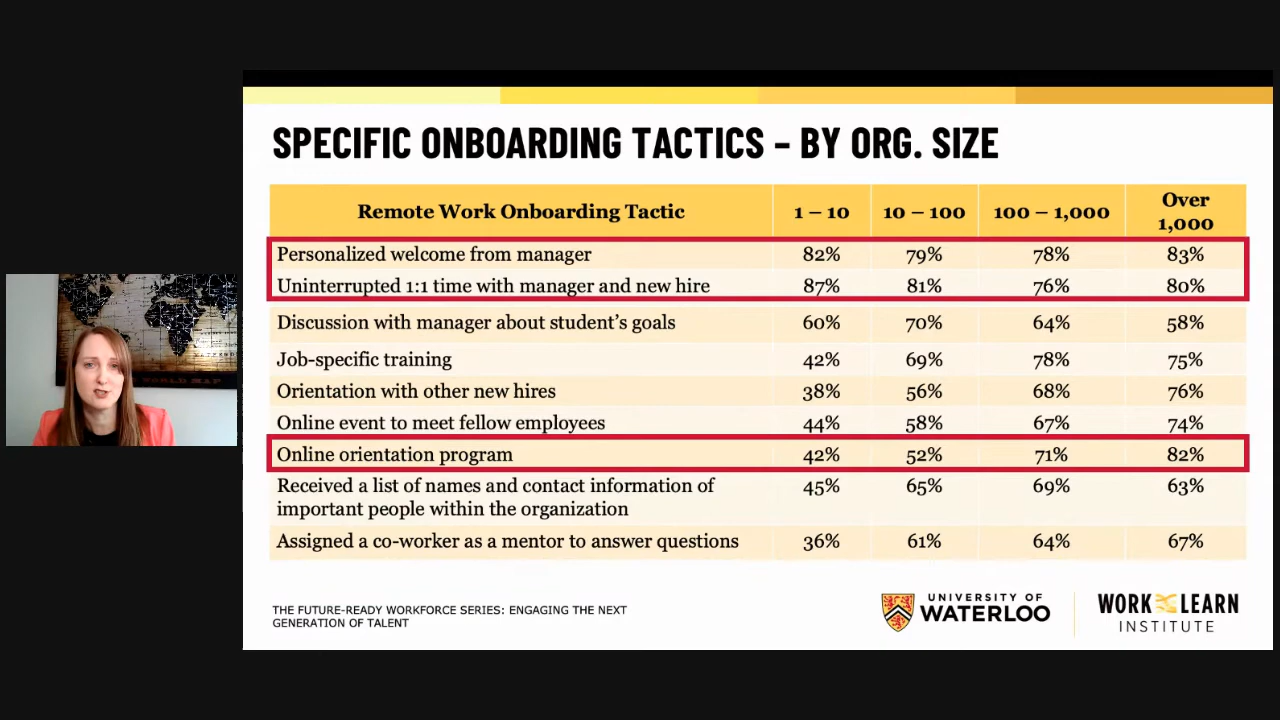 SPECIFIC ONBOARDING TACTICS – BY ORG. SIZE
Remote Work Onboarding Tactic 1 – 10 10 – 100 100 – 1,000 Over 1,000
Personalized welcome from manager 82% 79% 78% 83%
Uninterrupted 1:1 time with manager and new hire 87% 81% 76% 80%
Discussion with manager about student’s goals 60% 70% 64% 58%
Job-specific training 42% 69% 78% 75%
Orientation with other new hires 38% 56% 68% 76%
Online event to meet fellow employees 44% 58% 67% 74%
Online orientation program 42% 52% 71% 82%
Received a list of names and contact information of 45% 65% 69% 63%
important people within the organization
Assigned a co-worker as a mentor to answer questions 36% 61% 64% 67%
THE FUTURE-READY WORKFORCE SERIES: ENGAGING THE NEXT
GENERATION OF TALENT
UNIVERSITY OF
WATERLOO
WORK LEARN
INSTITUTE
WORLD MAP